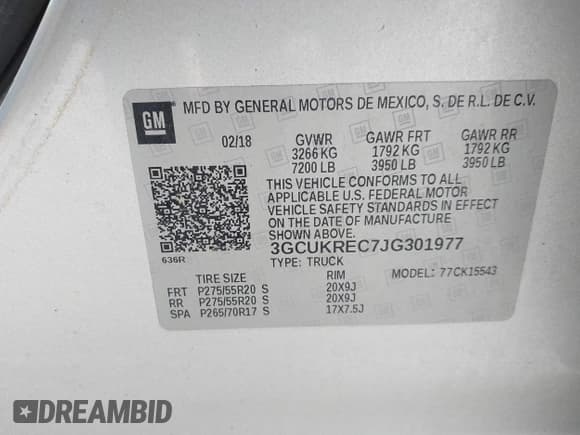 GM
MFD BY GENERAL MOTORS DE MEXICO, S. DE R.L. DE C.V.
02/18 GVWR GAWR FRT GAWR RR
3266 KG 1792 KG 1792 KG
7200 LB 3950 LB 3950 LB
THIS VEHICLE CONFORMS TO ALL
APPLICABLE U.S. FEDERAL MOTOR
VEHICLE SAFETY STANDARDS IN EFFECT
ON THE DATE OF MANUFACTURE
SHOWN ABOVE.
3GCUKREC7JG301977
636R
TYPE: TRUCK MODEL: 77CK15543
TIRE SIZE RIM
FRT P275/55R20 S 20X9J
RR P275/55R20 S 20X9J
SPA P265/70R17 S 17X7.5J
DREAMBID